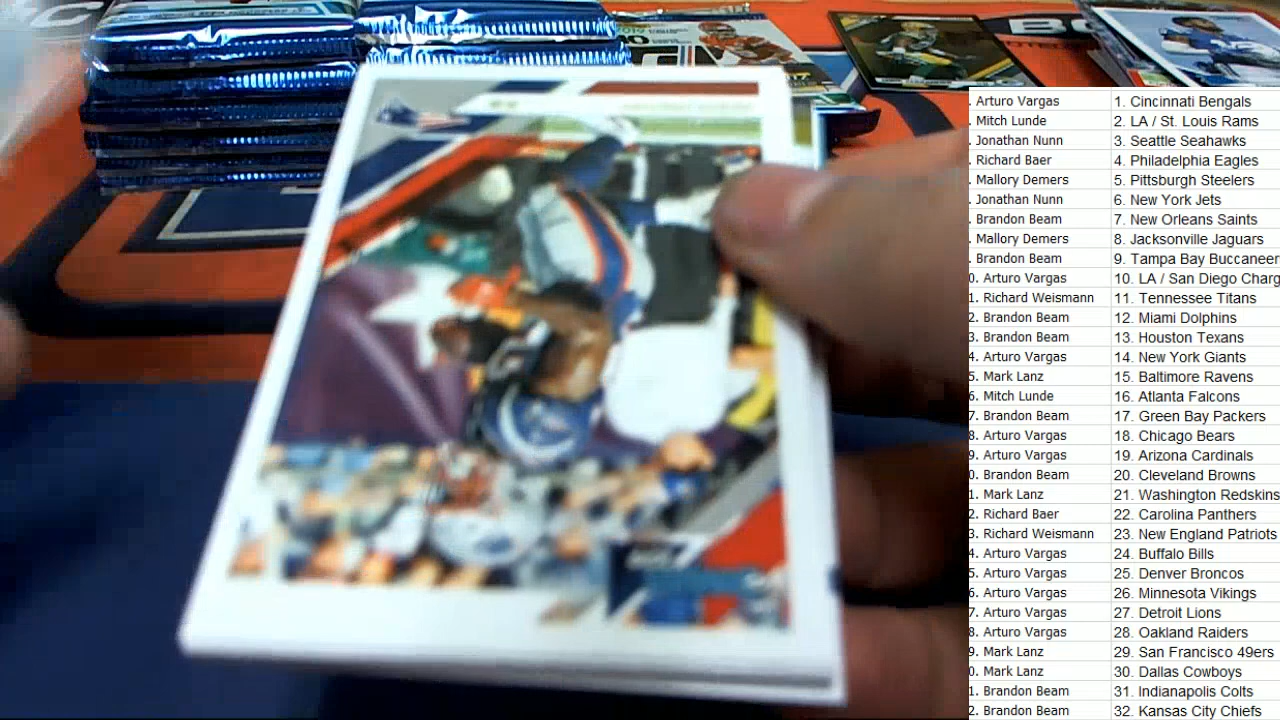 . Arturo Vargas 1. Cincinnati Bengals
. Mitch Lunde 2. LA / St. Louis Rams
. Jonathan Nunn 3. Seattle Seahawks
. Richard Baer 4. Philadelphia Eagles
. Mallory Demers 5. Pittsburgh Steelers
. Jonathan Nunn 6. New York Jets
. Brandon Beam 7. New Orleans Saints
. Mallory Demers 8. Jacksonville Jaguars
. Brandon Beam 9. Tampa Bay Buccaneer
0. Arturo Vargas 10. LA / San Diego Charg
1. Richard Weismann 11. Tennessee Titans
2. Brandon Beam 12. Miami Dolphins
3. Brandon Beam 13. Houston Texans
4. Arturo Vargas 14. New York Giants
5. Mark Lanz 15. Baltimore Ravens
6. Mitch Lunde 16. Atlanta Falcons
7. Brandon Beam 17. Green Bay Packers
8. Arturo Vargas 18. Chicago Bears
9. Arturo Vargas 19. Arizona Cardinals
0. Brandon Beam 20. Cleveland Browns
1. Mark Lanz 21. Washington Redskins
2. Richard Baer 22. Carolina Panthers
3. Richard Weismann 23. New England Patriots
4. Arturo Vargas 24. Buffalo Bills
5. Arturo Vargas 25. Denver Broncos
6. Arturo Vargas 26. Minnesota Vikings
7. Arturo Vargas 27. Detroit Lions
8. Arturo Vargas 28. Oakland Raiders
9. Mark Lanz 29. San Francisco 49ers
0. Mark Lanz 30. Dallas Cowboys
1. Brandon Beam 31. Indianapolis Colts
2. Brandon Beam 32. Kansas City Chiefs